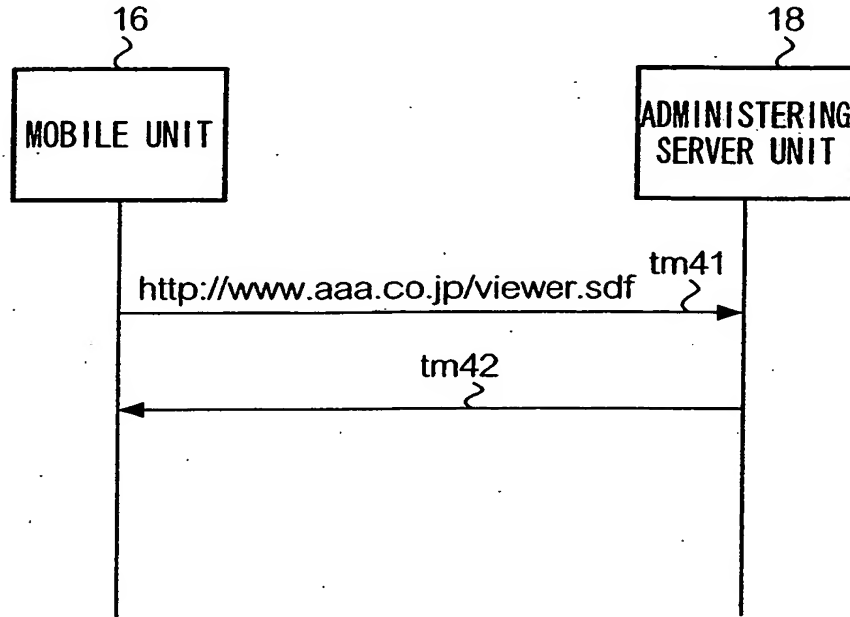 16
18
MOBILE UNIT
ADMINISTERING
SERVER UNIT
tm41
http://www.aaa.co.jp/viewer.sdf
tm42